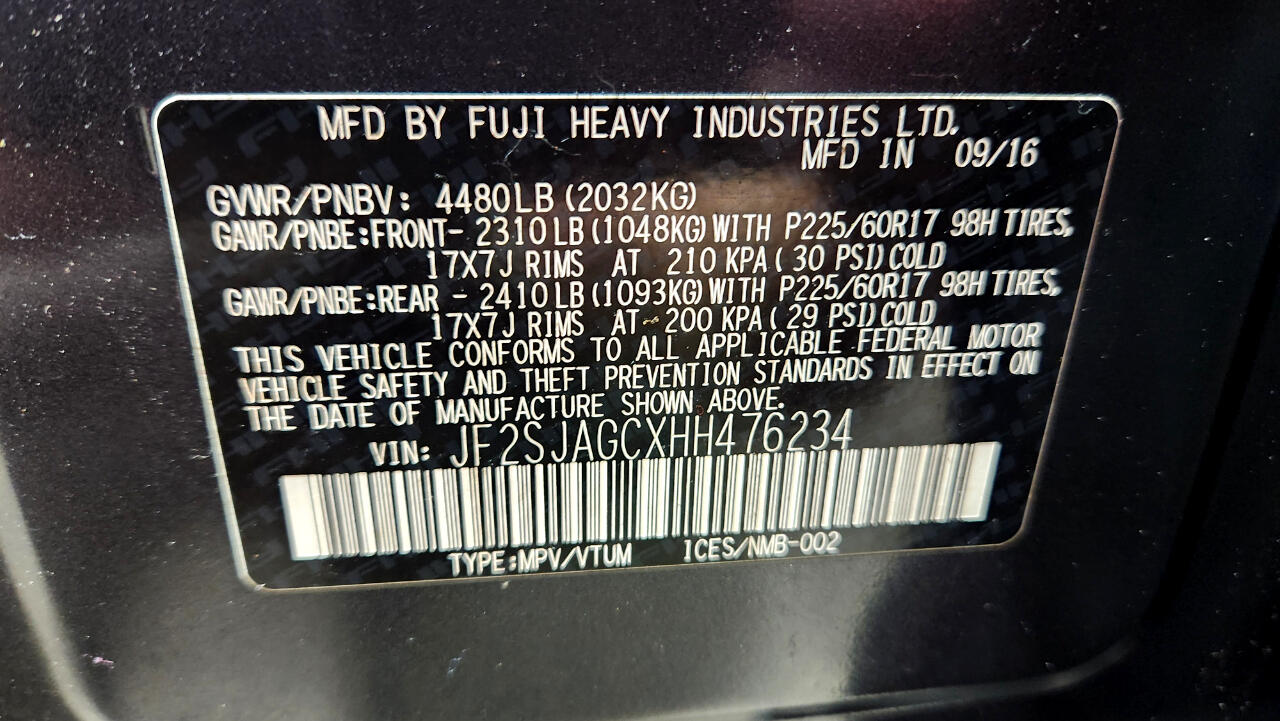 MFD BY FUJI HEAVY INDUSTRIES LTD.
MFD IN 09/16
GVWR/PNBV: 4480LB (2032KG)
GAWR/PNBE:FRONT- 2310LB (1048KG) WITH P225/60R17 98H TIRES,
17X7J RIMS AT 210 KPA ( 30 PSI) COLD
GAWR/PNBE:REAR - 2410LB (1093KG) WITH P225/60R17 98H TIRES,
17X7J RIMS AT 200 KPA ( 29 PSI) COLD
THIS VEHICLE CONFORMS TO ALL APPLICABLE FEDERAL MOTOR
VEHICLE SAFETY AND THEFT PREVENTION STANDARDS IN EFFECT ON
THE DATE OF MANUFACTURE SHOWN ABOVE.
VIN: JF2SJAGCXHH476234
TYPE:MPV/VTUM ICES/NMB-002